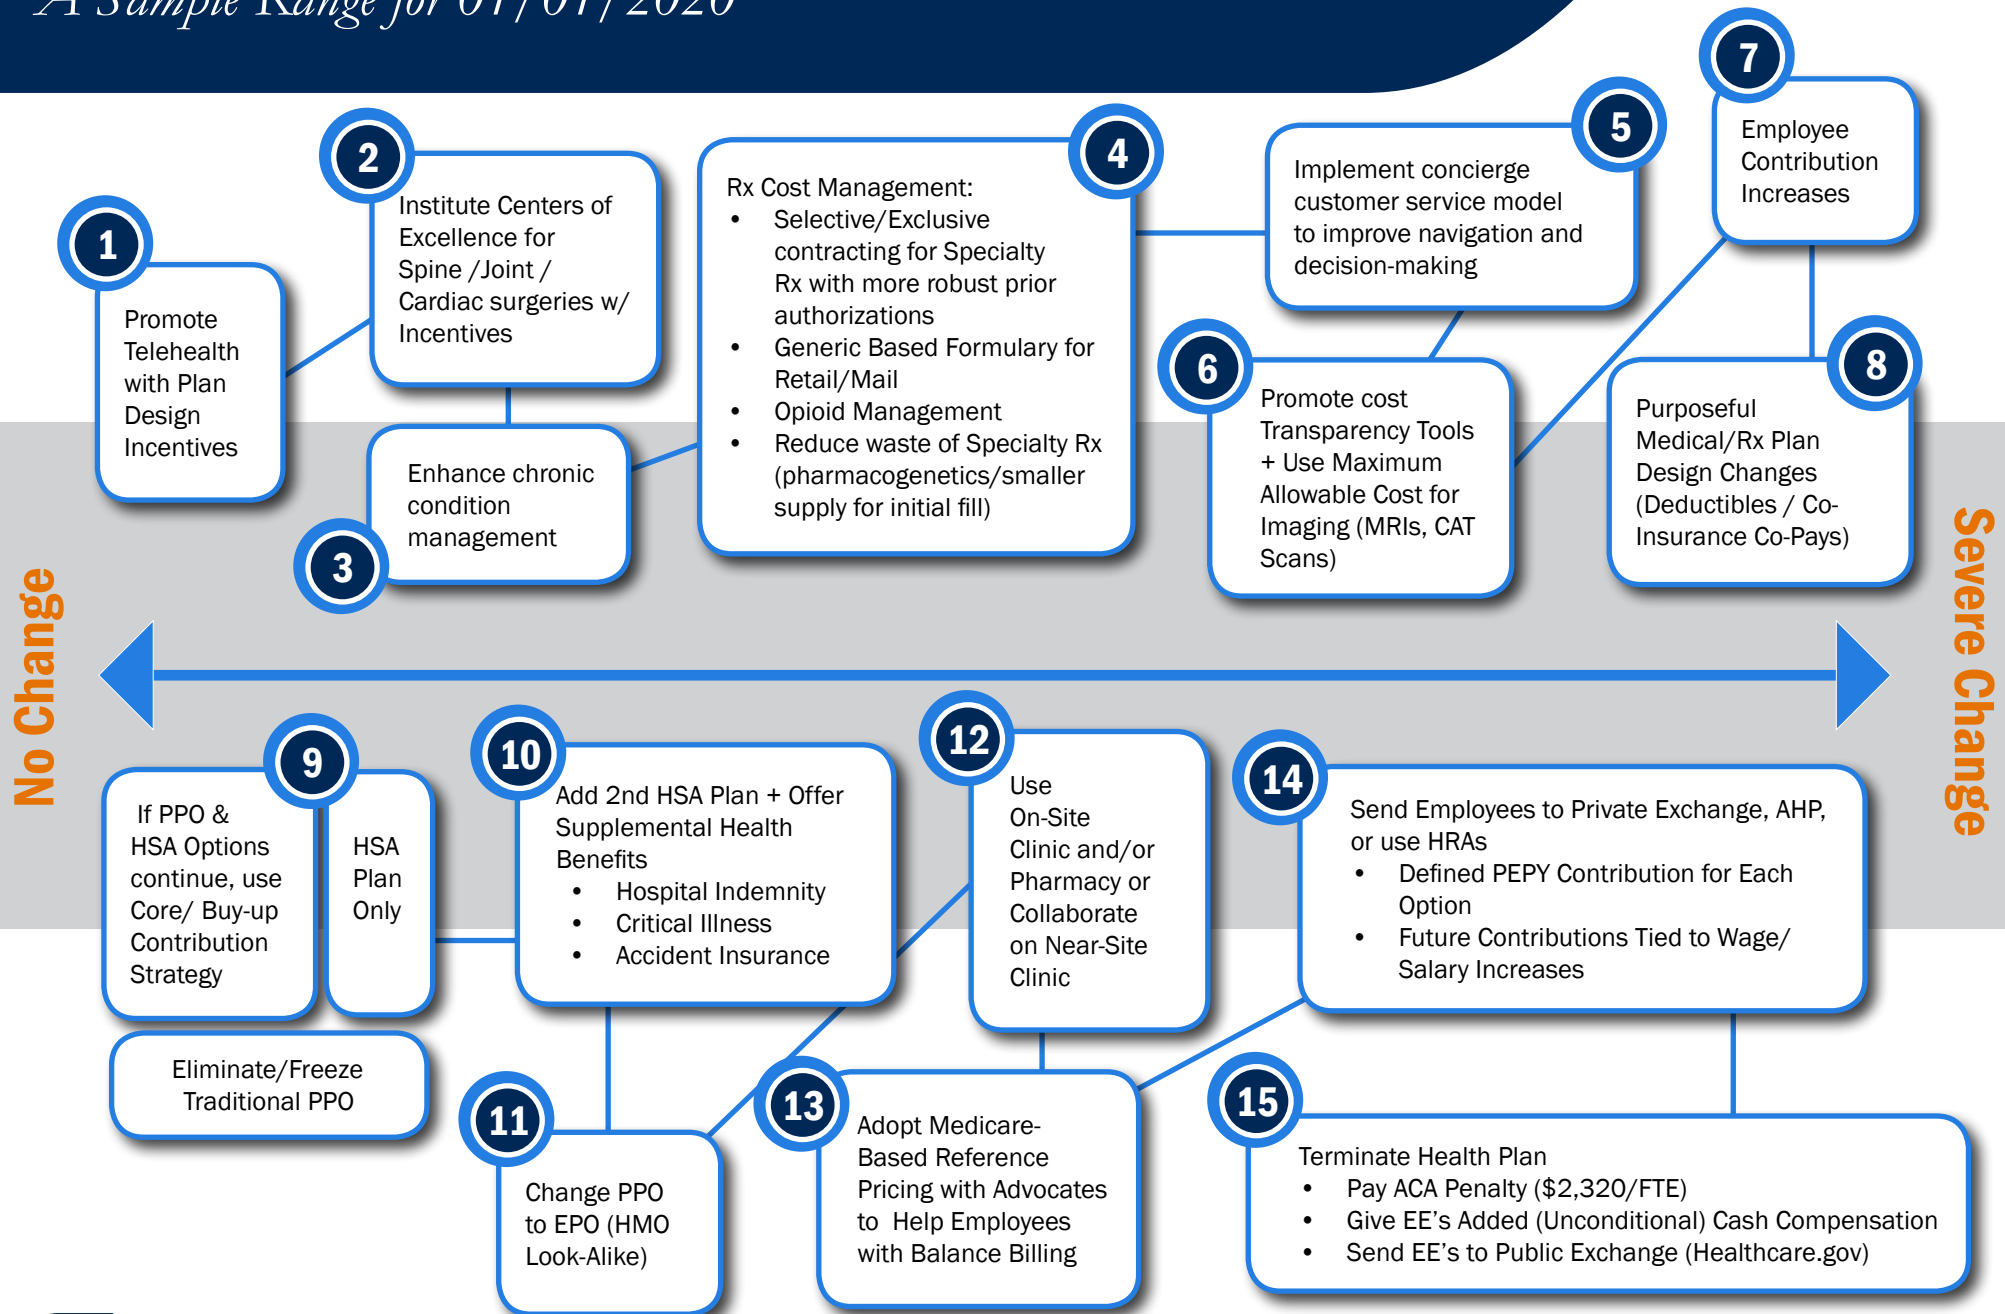 A Sample Range for 01/01/2020
1
Promote
Telehealth
with Plan
Design
Incentives
2
Institute Centers of
Excellence for
Spine /Joint /
Cardiac surgeries w/
Incentives
3
Enhance chronic
condition
management
4
Rx Cost Management:
• Selective/Exclusive
contracting for Specialty
Rx with more robust prior
authorizations
• Generic Based Formulary for
Retail/Mail
• Opioid Management
• Reduce waste of Specialty Rx
(pharmacogenetics/smaller
supply for initial fill)
5
Implement concierge
customer service model
to improve navigation and
decision-making
6
Promote cost
Transparency Tools
+ Use Maximum
Allowable Cost for
Imaging (MRIs, CAT
Scans)
7
Employee
Contribution
Increases
8
Purposeful
Medical/Rx Plan
Design Changes
(Deductibles / Co-
Insurance Co-Pays)
No Change
Severe Change
9
If PPO &
HSA Options
continue, use
Core/ Buy-up
Contribution
Strategy
HSA
Plan
Only
Eliminate/Freeze
Traditional PPO
10
Add 2nd HSA Plan + Offer
Supplemental Health
Benefits
• Hospital Indemnity
• Critical Illness
• Accident Insurance
11
Change PPO
to EPO (HMO
Look-Alike)
12
Use
On-Site
Clinic and/or
Pharmacy or
Collaborate
on Near-Site
Clinic
13
Adopt Medicare-
Based Reference
Pricing with Advocates
to Help Employees
with Balance Billing
14
Send Employees to Private Exchange, AHP,
or use HRAs
• Defined PEPY Contribution for Each
Option
• Future Contributions Tied to Wage/
Salary Increases
15
Terminate Health Plan
• Pay ACA Penalty ($2,320/FTE)
• Give EE's Added (Unconditional) Cash Compensation
• Send EE's to Public Exchange (Healthcare.gov)